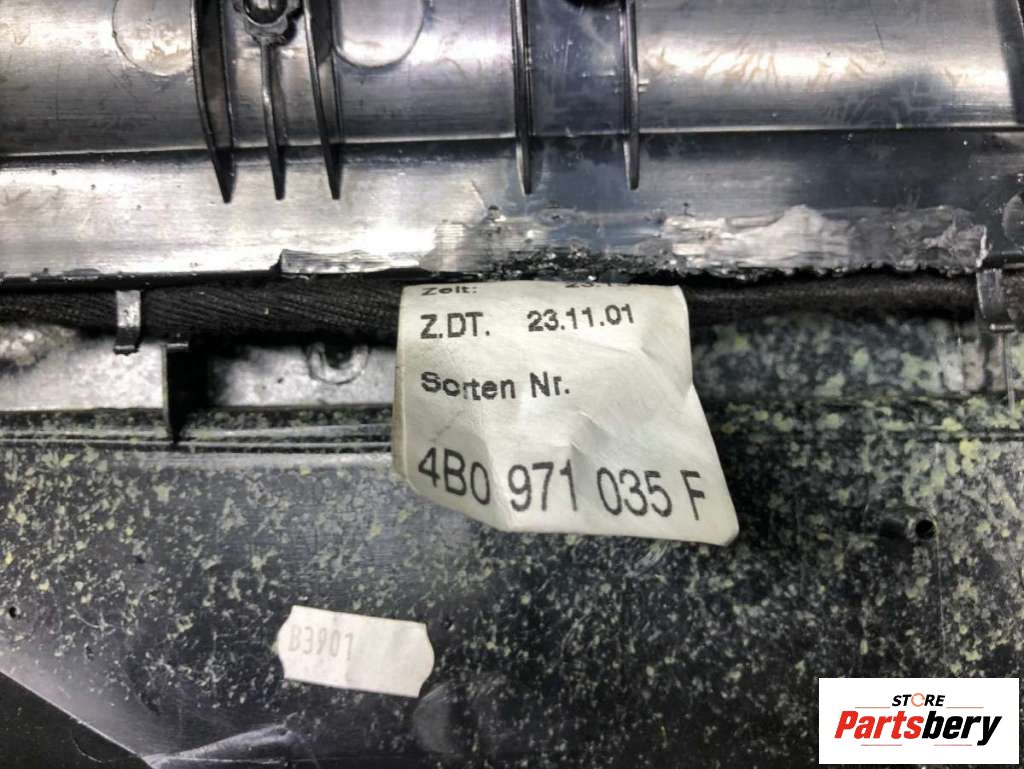 Zeit:
Z.DT. 23.11.01
Sorten Nr.
4B0 971 035 F
B3901
STORE
Partsbery